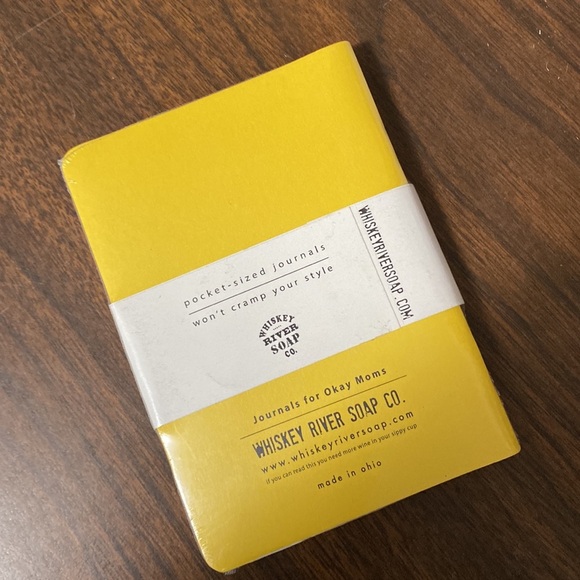 pocket-sized journals
won't cramp your style
WHISKEYRIVERSOAP.COM
WHISKEY
RIVER
SOAP
CO.
Journals for Okay Moms
WHISKEY RIVER SOAP CO.
www.whiskeyriversoap.com
if you can read this you need more wine in your sippy cup
made in ohio